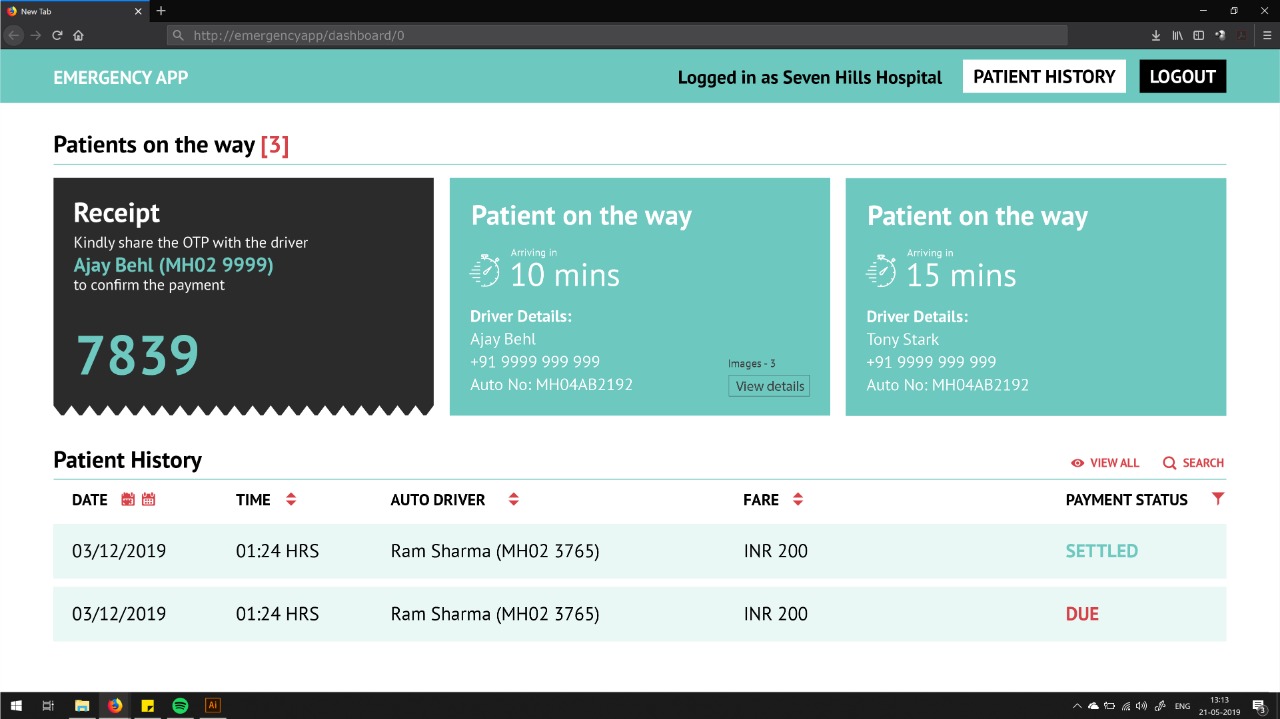 New Tab
http://emergencyapp/dashboard/0
EMERGENCY APP
Logged in as Seven Hills Hospital
PATIENT HISTORY
LOGOUT
Patients on the way [3]
Receipt
Kindly share the OTP with the driver
Ajay Behl (MH02 9999)
to confirm the payment
7839
Patient on the way
Arriving in
10 mins
Driver Details:
Ajay Behl
+91 9999 999 999
Auto No: MH04AB2192
Images - 3
View details
Patient on the way
Arriving in
15 mins
Driver Details:
Tony Stark
+91 9999 999 999
Auto No: MH04AB2192
Patient History
VIEW ALL
SEARCH
DATE TIME AUTO DRIVER FARE PAYMENT STATUS
03/12/2019 01:24 HRS Ram Sharma (MH02 3765) INR 200 SETTLED
03/12/2019 01:24 HRS Ram Sharma (MH02 3765) INR 200 DUE
Ai
ENG
13:13
21-05-2019
3